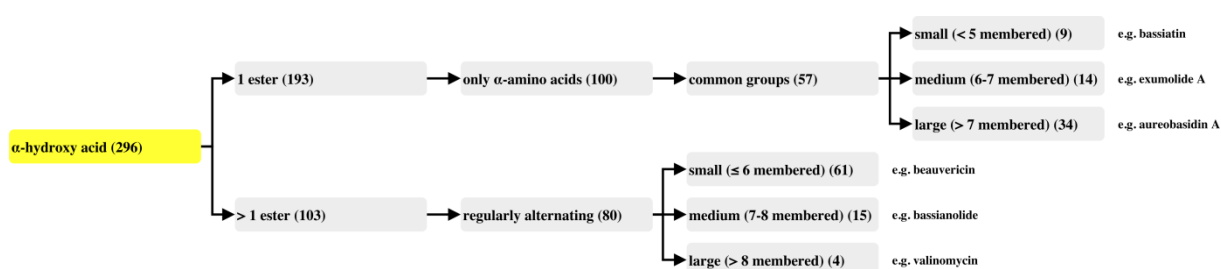 small (< 5 membered) (9) e.g. bassiatin
1 ester (193) only α-amino acids (100) common groups (57) medium (6-7 membered) (14) e.g. exumolide A
large (> 7 membered) (34) e.g. aureobasidin A
α-hydroxy acid (296)
small (≤ 6 membered) (61) e.g. beauvericin
> 1 ester (103) regularly alternating (80) medium (7-8 membered) (15) e.g. bassianolide
large (> 8 membered) (4) e.g. valinomycin